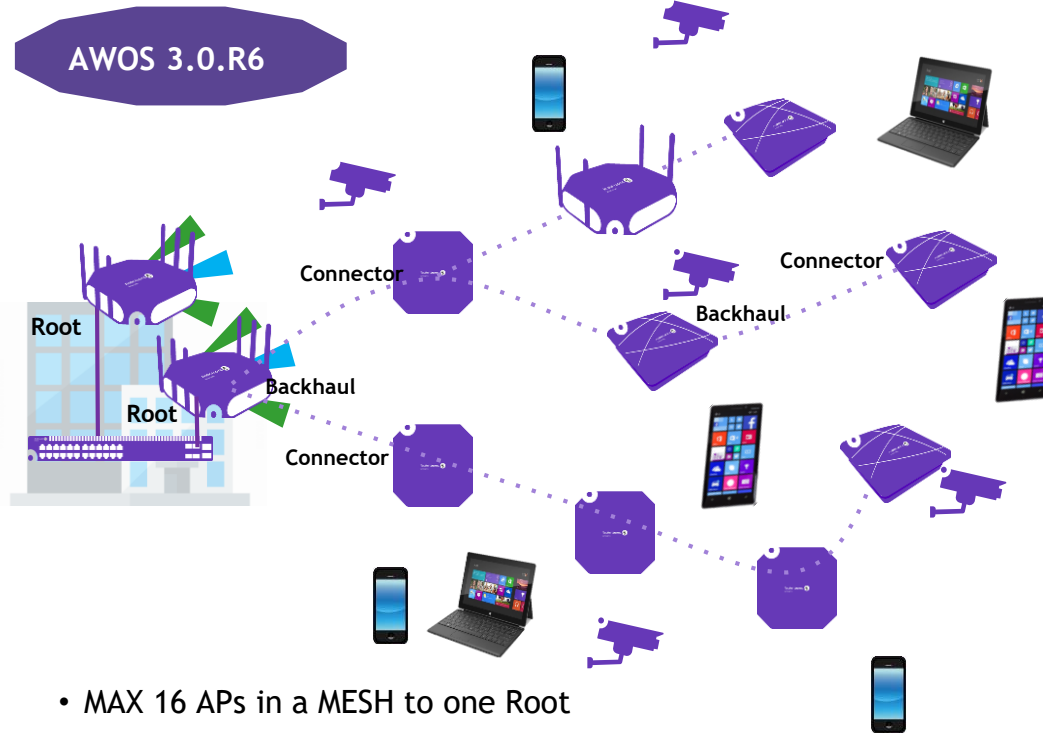 AWOS 3.0.R6
Connector
Connector
Root
Backhaul
Backhaul
Root
Connector
• MAX 16 APs in a MESH to one Root